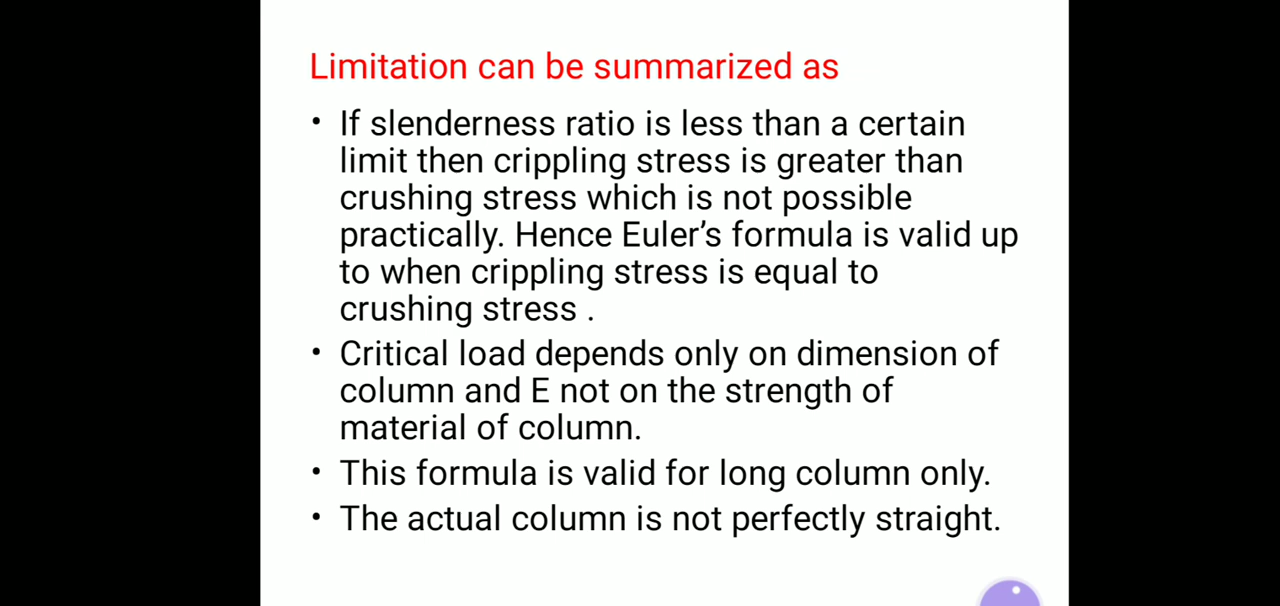 Limitation can be summarized as
• If slenderness ratio is less than a certain
limit then crippling stress is greater than
crushing stress which is not possible
practically. Hence Euler’s formula is valid up
to when crippling stress is equal to
crushing stress .
• Critical load depends only on dimension of
column and E not on the strength of
material of column.
• This formula is valid for long column only.
• The actual column is not perfectly straight.